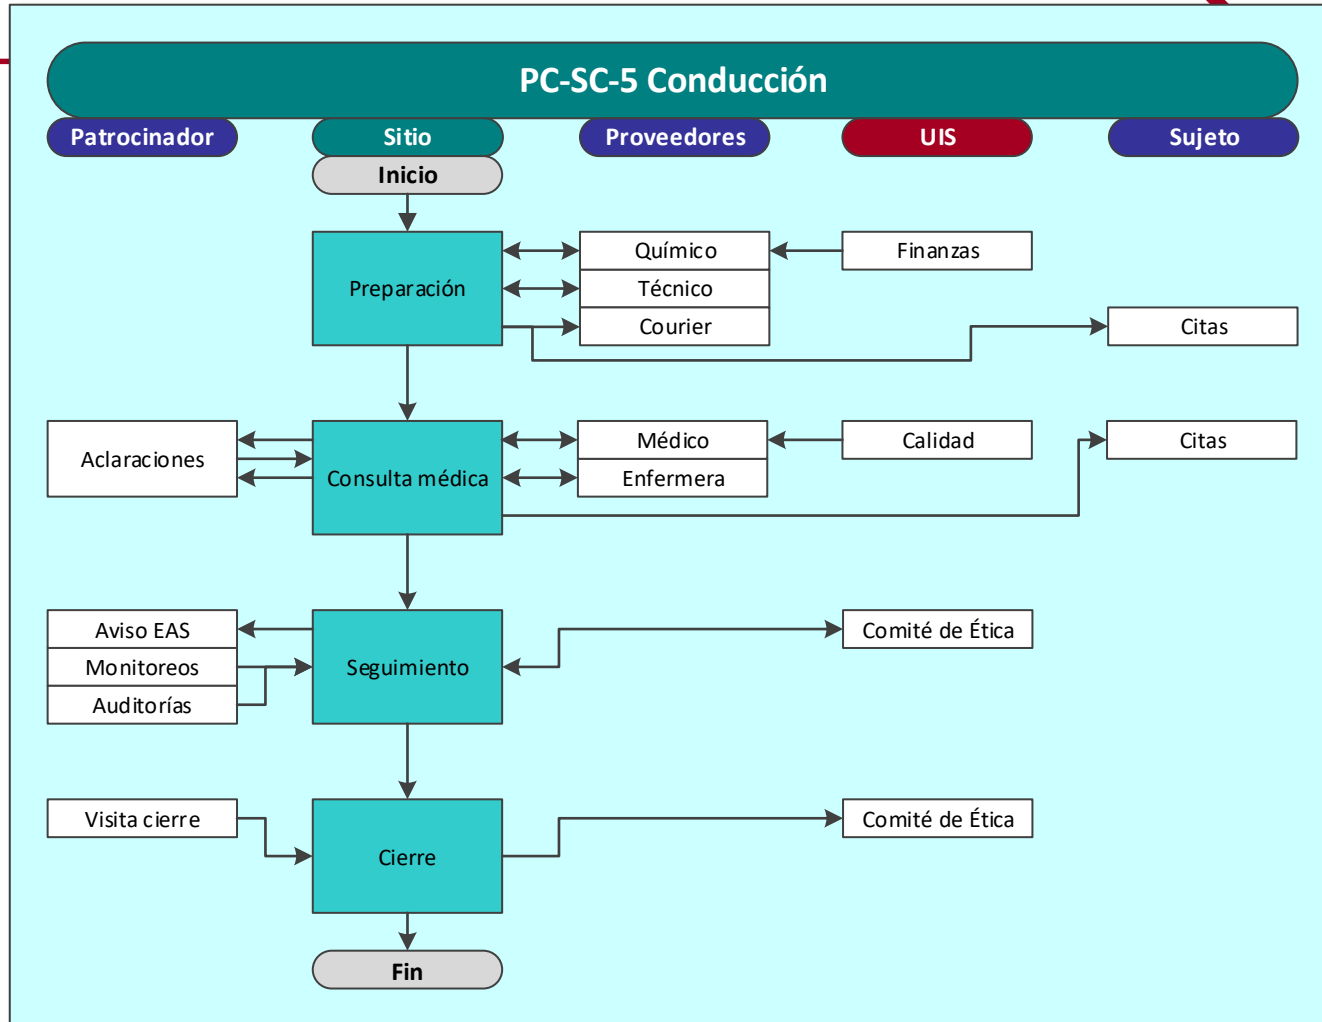 PC-SC-5 Conducción
Patrocinador
Sitio
Proveedores
UIS
Sujeto
Inicio
Preparación
Químico
Finanzas
Técnico
Courier
Citas
Aclaraciones
Consulta médica
Médico
Calidad
Citas
Enfermera
Aviso EAS
Monitoreos
Auditorías
Seguimiento
Comité de Ética
Visita cierre
Cierre
Comité de Ética
Fin